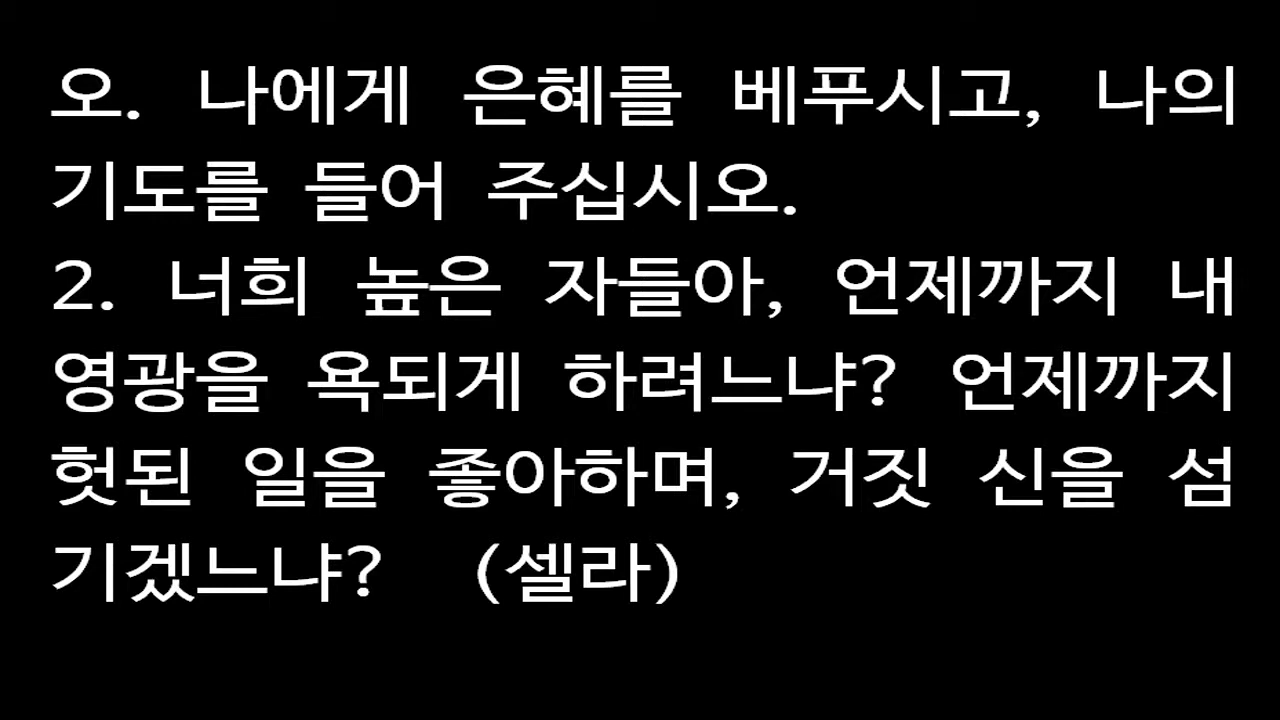 오. 나에게 은혜를 베푸시고, 나의
기도를 들어 주십시오.
2. 너희 높은 자들아, 언제까지 내
영광을 욕되게 하려느냐? 언제까지
헛된 일을 좋아하며, 거짓 신을 섬
기겠느냐? (셀라)